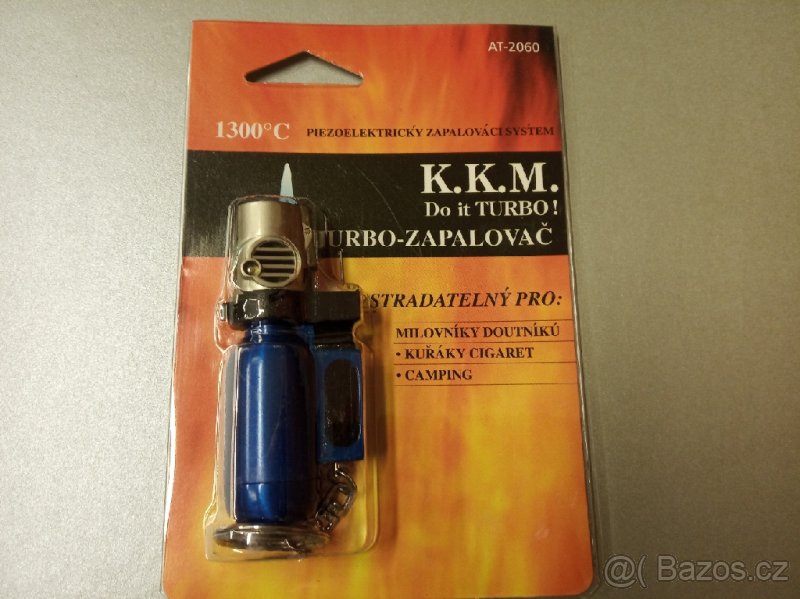 AT-2060
1300°C PIEZOELEKTRICKÝ ZAPALOVÁCÍ SYSTÉM
K.K.M.
Do it TURBO!
TURBO-ZAPALOVAČ
STRADATELNÝ PRO:
MILOVNÍKY DOUTNÍKŮ
• KUŘÁKY CIGARET
• CAMPING
@( Bazos.cz